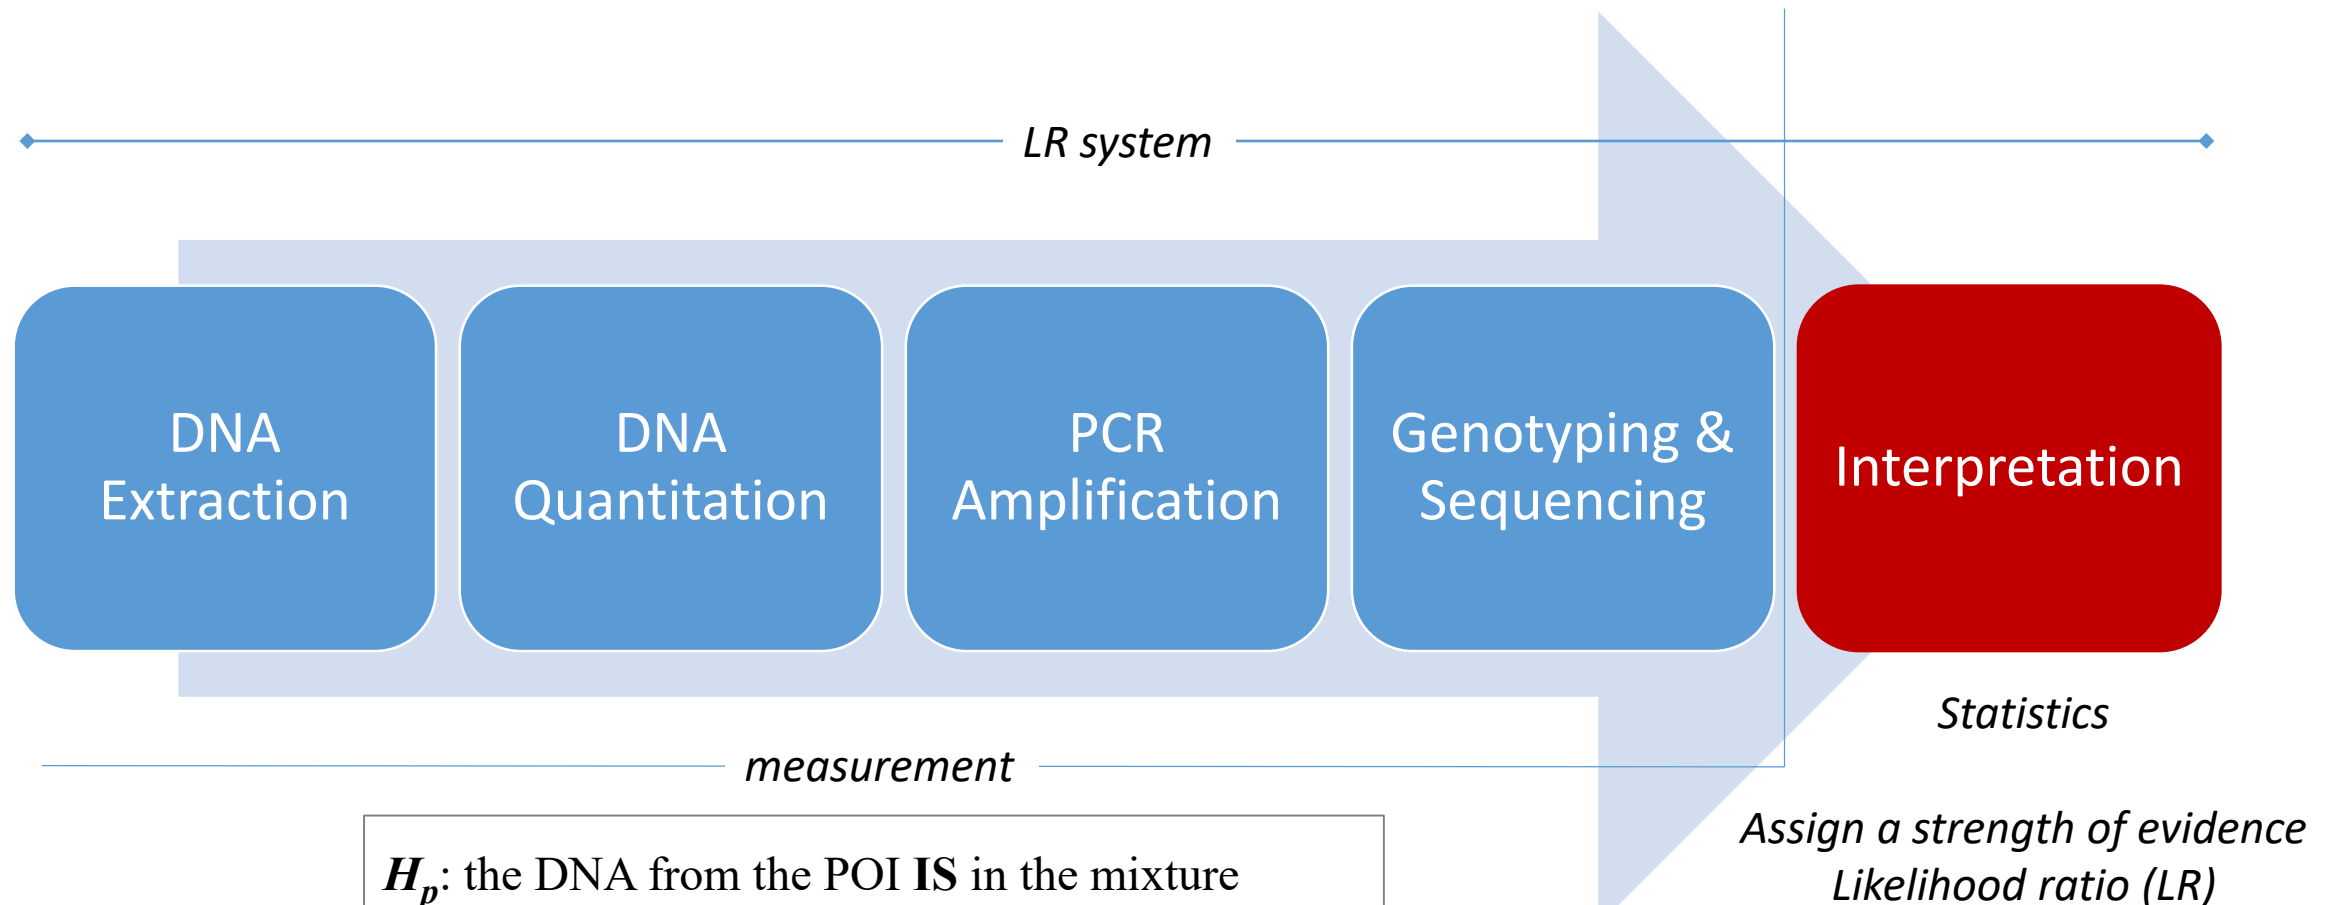 LR system
DNA
Extraction
DNA
Quantitation
PCR
Amplification
Genotyping &
Sequencing
Interpretation
Statistics
measurement
Assign a strength of evidence
Likelihood ratio (LR)
Hp: the DNA from the POI IS in the mixture